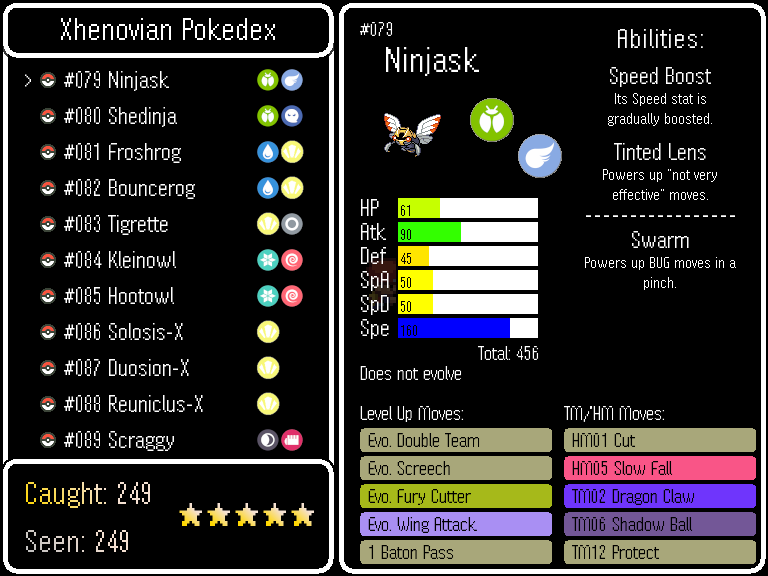 Xhenovian Pokedex
> #079 Ninjask
#080 Shedinja
#081 Froshrog
#082 Bouncerog
#083 Tigrette
#084 Kleinowl
#085 Hootowl
#086 Solosis-X
#087 Duosion-X
#088 Reuniclus-X
#089 Scraggy
Caught: 249
Seen: 249
#079
Ninjask
HP 61
Atk 90
Def 45
SpA 50
SpD 50
Spe 160
Total: 456
Does not evolve
Abilities:
Speed Boost
Its Speed stat is
gradually boosted.
Tinted Lens
Powers up "not very
effective" moves.
Swarm
Powers up BUG moves in a
pinch.
Level Up Moves:
Evo. Double Team
Evo. Screech
Evo. Fury Cutter
Evo. Wing Attack
1 Baton Pass
TM/HM Moves:
HM01 Cut
HM05 Slow Fall
TM02 Dragon Claw
TM06 Shadow Ball
TM12 Protect